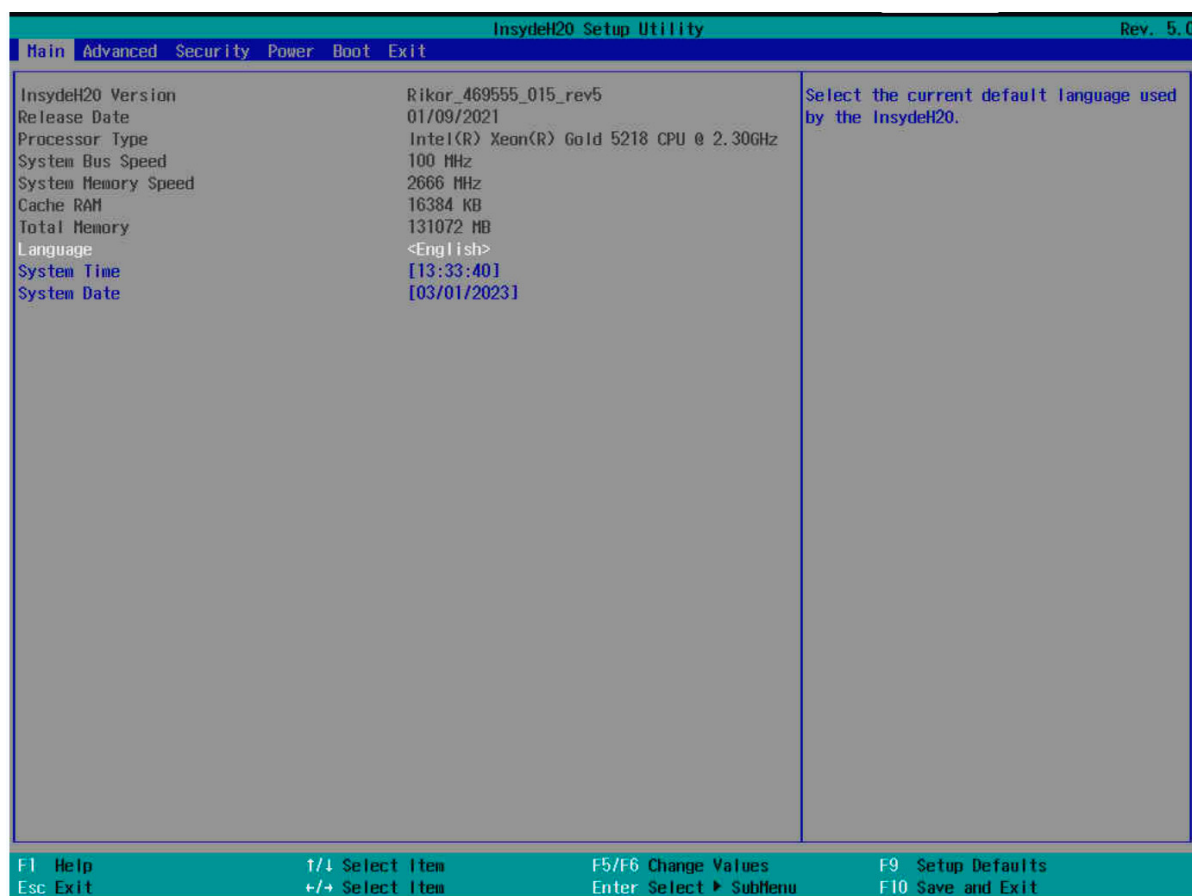 InsydeH20 Setup Utility Rev. 5.0
Main Advanced Security Power Boot Exit
InsydeH20 Version Rikor_469555_015_rev5
Release Date 01/09/2021
Processor Type Intel(R) Xeon(R) Gold 5218 CPU @ 2.30GHz
System Bus Speed 100 MHz
System Memory Speed 2666 MHz
Cache RAM 16384 KB
Total Memory 131072 MB
Language <English>
System Time [13:33:40]
System Date [03/01/2023]
Select the current default language used
by the InsydeH20.
F1 Help ↑/↓ Select Item F5/F6 Change Values F9 Setup Defaults
Esc Exit ←/→ Select Item Enter Select ▶ SubMenu F10 Save and Exit